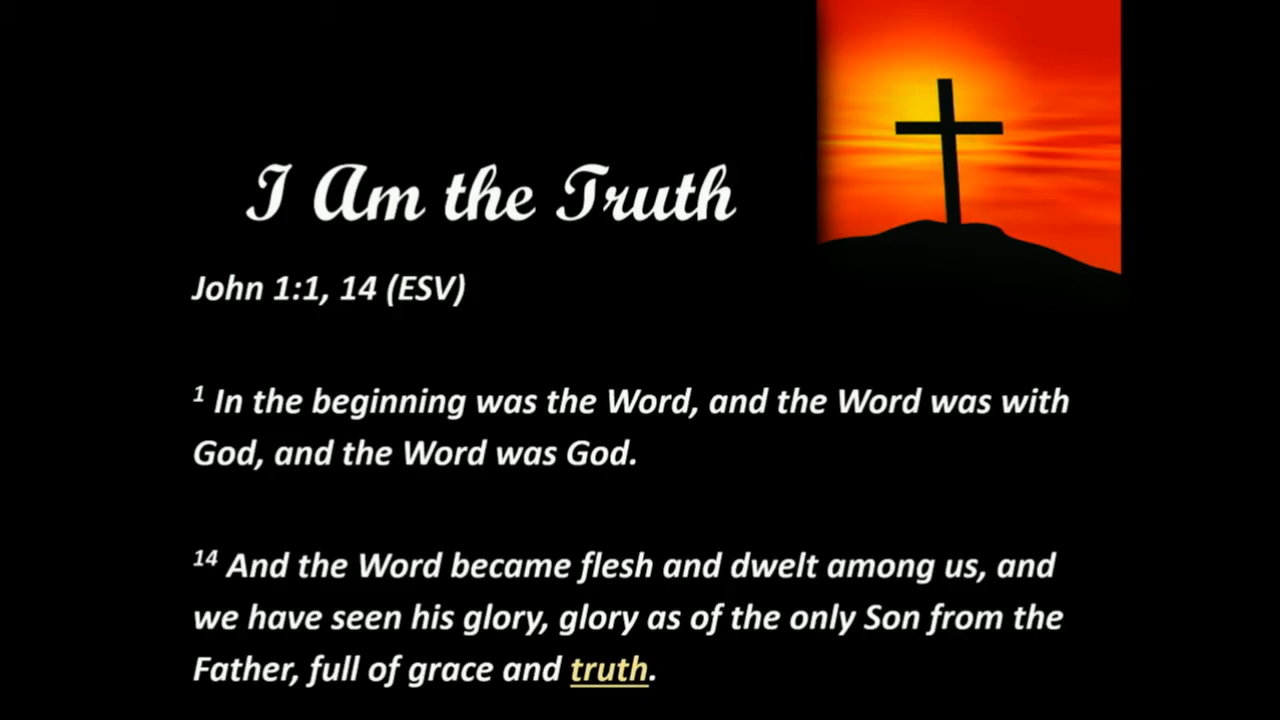 I Am the Truth
John 1:1, 14 (ESV)
1 In the beginning was the Word, and the Word was with
God, and the Word was God.
14 And the Word became flesh and dwelt among us, and
we have seen his glory, glory as of the only Son from the
Father, full of grace and truth.